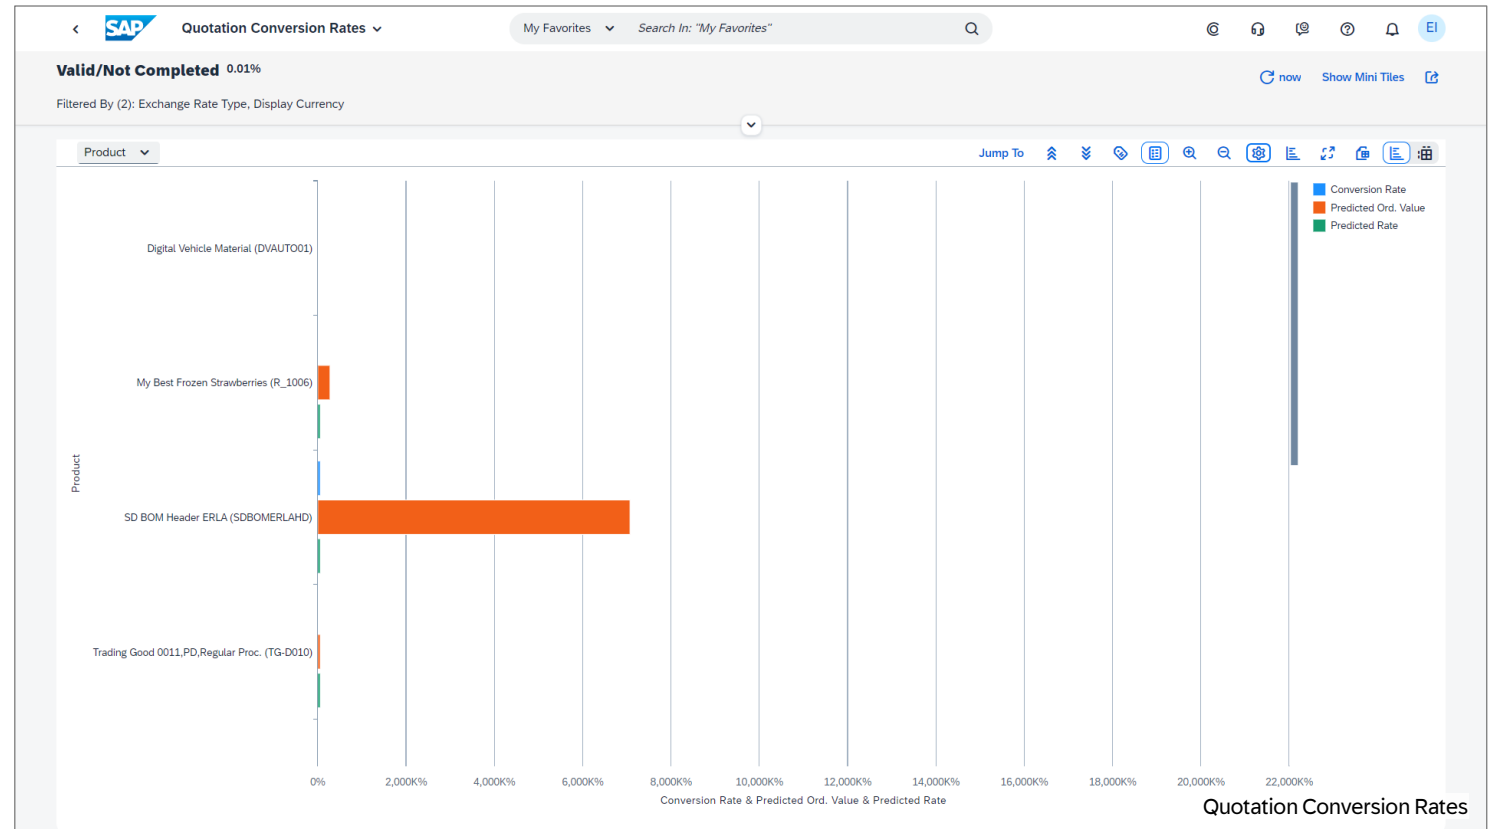 SAP
Quotation Conversion Rates
My Favorites
Search In: "My Favorites"
EI
Valid/Not Completed 0.01%
now
Show Mini Tiles
Filtered By (2): Exchange Rate Type, Display Currency
Product
Jump To
Conversion Rate
Predicted Ord. Value
Predicted Rate
Digital Vehicle Material (DVAUTO01)
My Best Frozen Strawberries (R_1006)
SD BOM Header ERLA (SDBOMERLAHD)
Trading Good 0011,PD,Regular Proc. (TG-D010)
Product
0% 2,000K% 4,000K% 6,000K% 8,000K% 10,000K% 12,000K% 14,000K% 16,000K% 18,000K% 20,000K% 22,000K%
Conversion Rate & Predicted Ord. Value & Predicted Rate
Quotation Conversion Rates